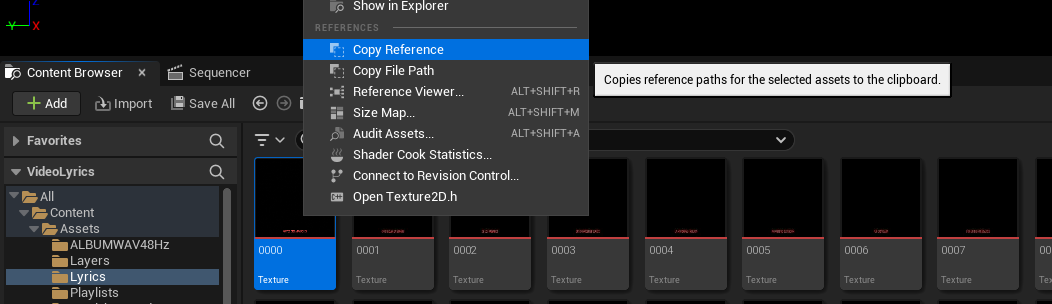 Z
Y
X
Show in Explorer
REFERENCES
Copy Reference
Copy File Path
Reference Viewer... ALT+SHIFT+R
Size Map... ALT+SHIFT+M
Audit Assets... ALT+SHIFT+A
Shader Cook Statistics...
Connect to Revision Control...
Open Texture2D.h
Copies reference paths for the selected assets to the clipboard.
Content Browser
Sequencer
Add
Import
Save All
Favorites
VideoLyrics
All
Content
Assets
ALBUMWAV48Hz
Layers
Lyrics
Playlists
0000
Texture
0001
Texture
0002
Texture
0003
Texture
0004
Texture
0005
Texture
0006
Texture
0007
Texture